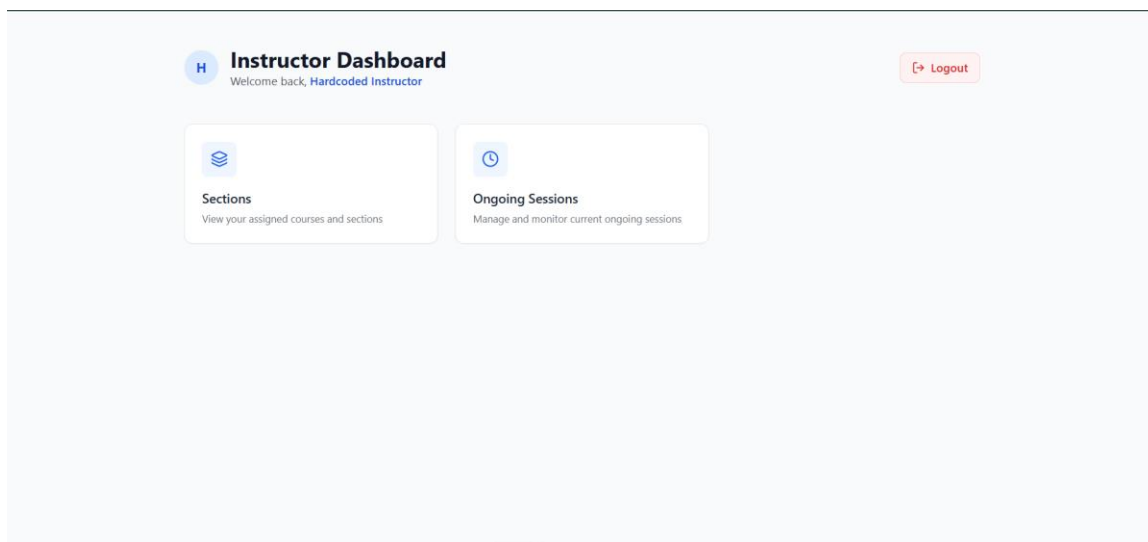 H
Instructor Dashboard
Welcome back, Hardcoded Instructor
Logout
Sections
View your assigned courses and sections
Ongoing Sessions
Manage and monitor current ongoing sessions